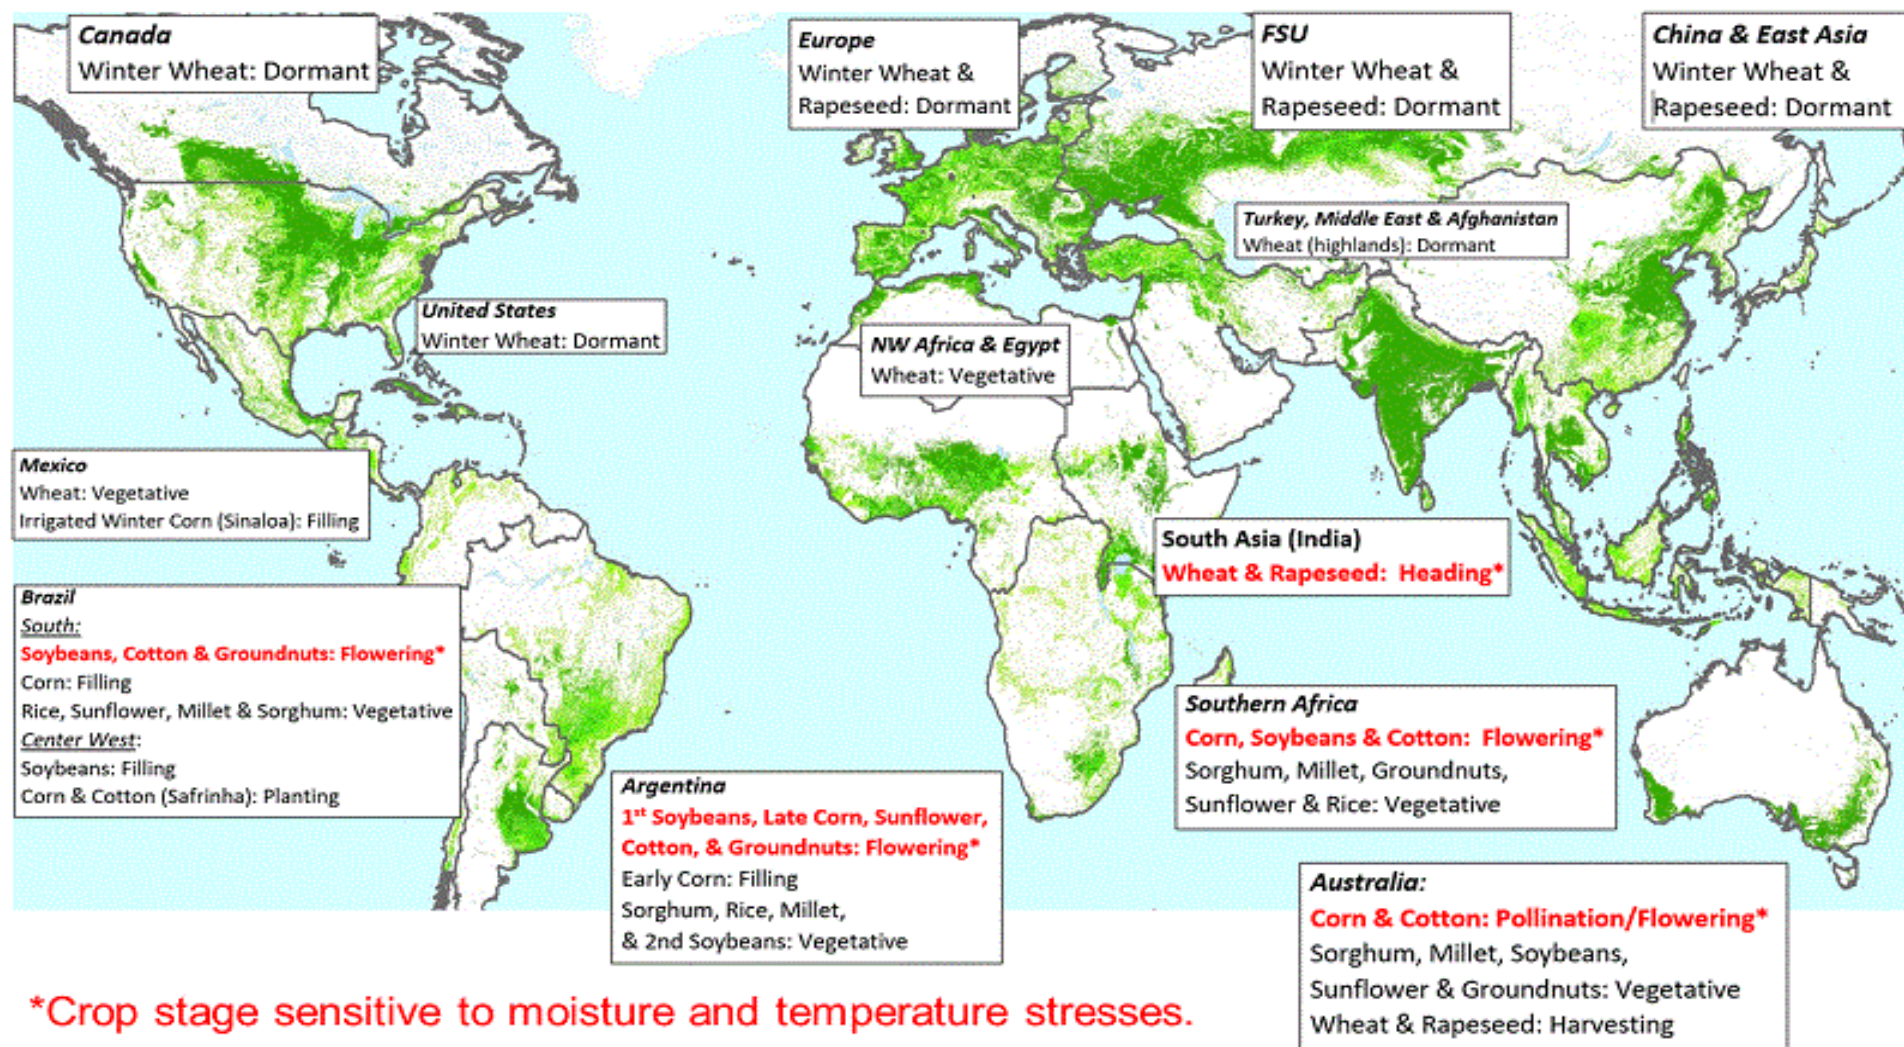 Canada
Winter Wheat: Dormant
Europe
Winter Wheat &
Rapeseed: Dormant
FSU
Winter Wheat &
Rapeseed: Dormant
China & East Asia
Winter Wheat &
Rapeseed: Dormant
Turkey, Middle East & Afghanistan
Wheat (highlands): Dormant
United States
Winter Wheat: Dormant
NW Africa & Egypt
Wheat: Vegetative
Mexico
Wheat: Vegetative
Irrigated Winter Corn (Sinaloa): Filling
South Asia (India)
Wheat & Rapeseed: Heading*
Brazil
South:
Soybeans, Cotton & Groundnuts: Flowering*
Corn: Filling
Rice, Sunflower, Millet & Sorghum: Vegetative
Center West:
Soybeans: Filling
Corn & Cotton (Safrinha): Planting
Southern Africa
Corn, Soybeans & Cotton: Flowering*
Sorghum, Millet, Groundnuts,
Sunflower & Rice: Vegetative
Argentina
1st Soybeans, Late Corn, Sunflower,
Cotton, & Groundnuts: Flowering*
Early Corn: Filling
Sorghum, Rice, Millet,
& 2nd Soybeans: Vegetative
Australia:
Corn & Cotton: Pollination/Flowering*
Sorghum, Millet, Soybeans,
Sunflower & Groundnuts: Vegetative
Wheat & Rapeseed: Harvesting
*Crop stage sensitive to moisture and temperature stresses.